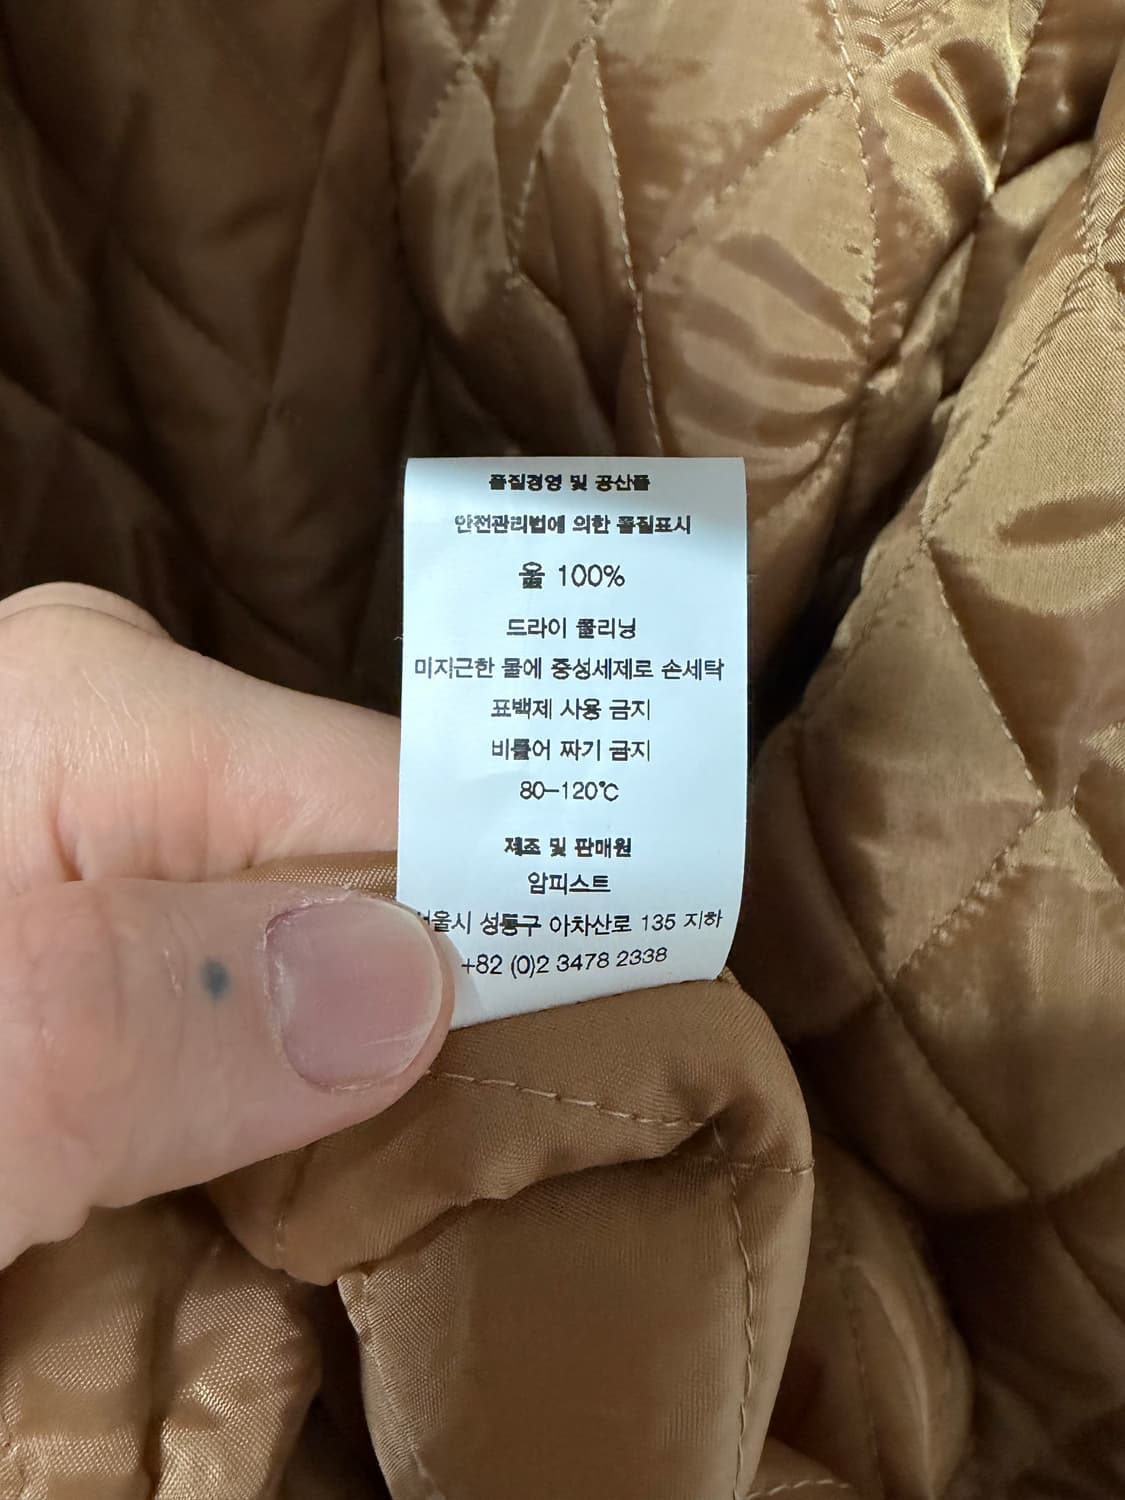 품질경영 및 공산품
안전관리법에 의한 품질표시
울 100%
드라이 클리닝
미지근한 물에 중성세제로 손세탁
표백제 사용 금지
비틀어 짜기 금지
80-120℃
제조 및 판매원
암피스트
서울시 성동구 아차산로 135 지하
+82 (0)2 3478 2338